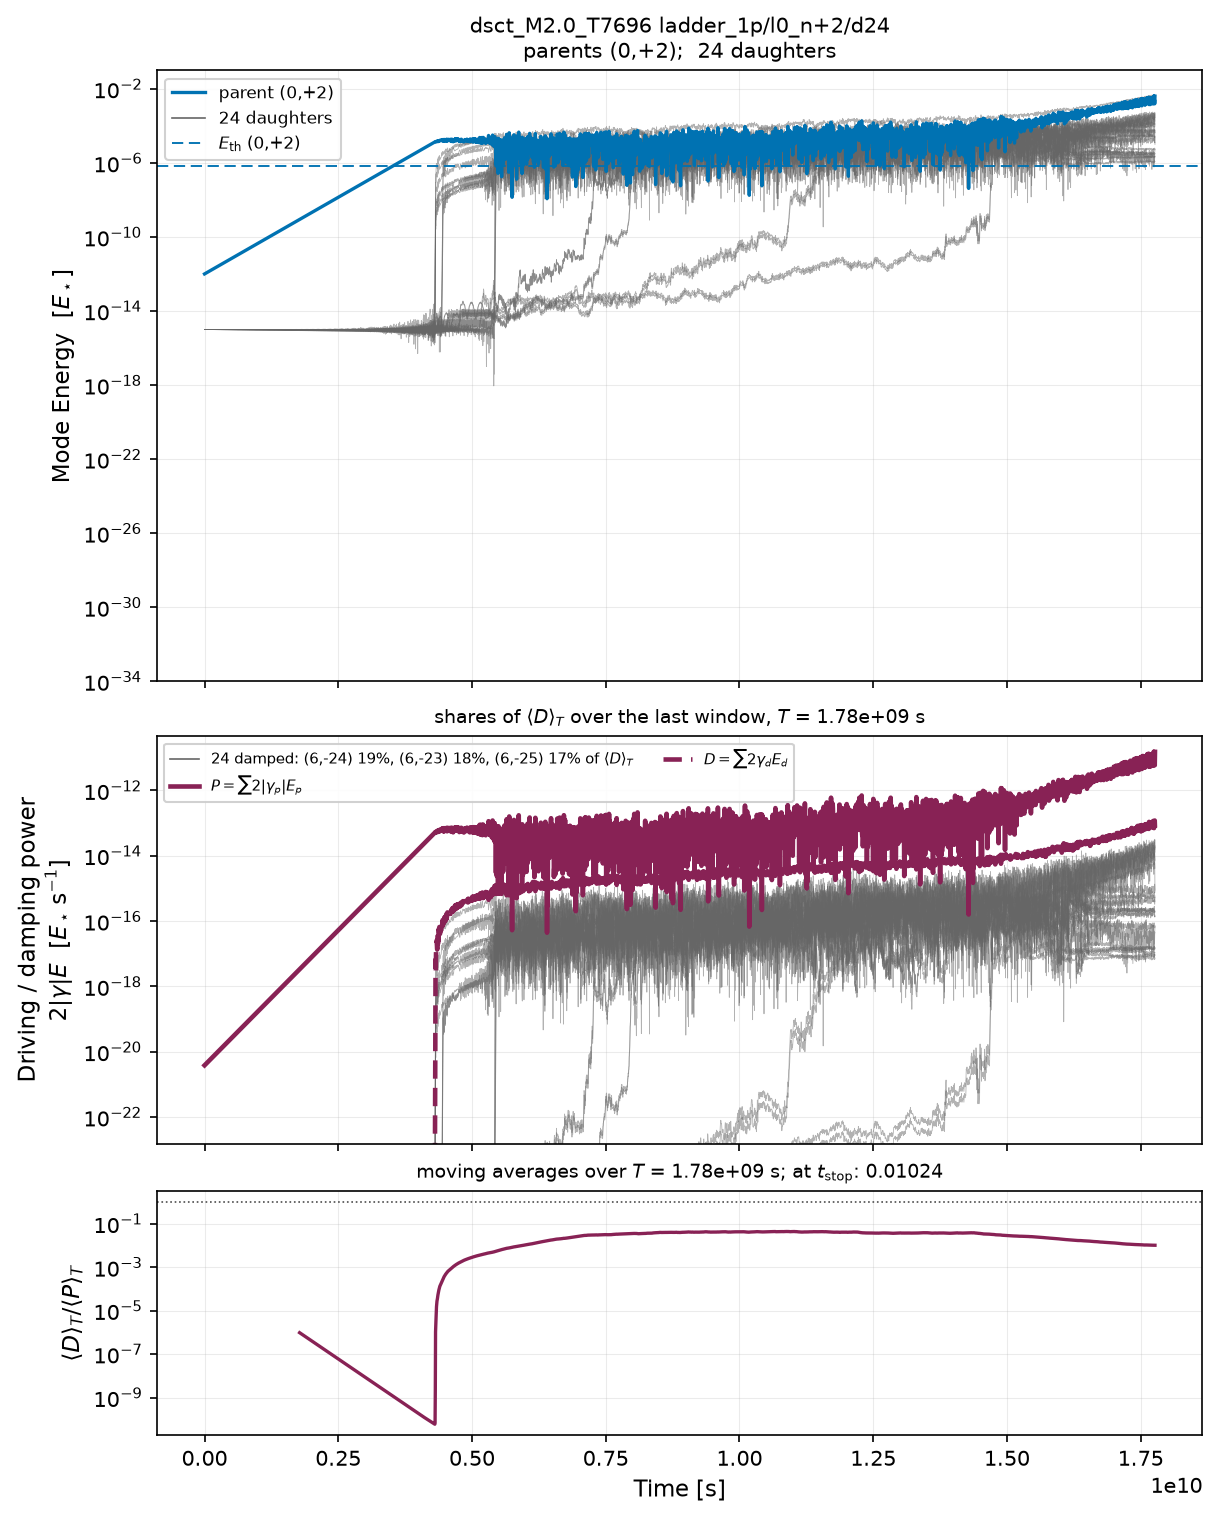 dsct_M2.0_T7696 ladder_1p/l0_n+2/d24
parents (0,+2);  24 daughters
parent (0,+2)
24 daughters
E_th (0,+2)
Mode Energy [E⋆]
10^−2
10^−6
10^−10
10^−14
10^−18
10^−22
10^−26
10^−30
10^−34
shares of ⟨D⟩_T over the last window, T = 1.78e+09 s
24 damped: (6,-24) 19%, (6,-23) 18%, (6,-25) 17% of ⟨D⟩_T
P = ∑2|γ_p|E_p
D = ∑2γ_dE_d
Driving / damping power
2|γ|E [E⋆ s^−1]
10^−12
10^−14
10^−16
10^−18
10^−20
10^−22
moving averages over T = 1.78e+09 s; at t_stop: 0.01024
⟨D⟩_T/⟨P⟩_T
10^−1
10^−3
10^−5
10^−7
10^−9
0.00 0.25 0.50 0.75 1.00 1.25 1.50 1.75
1e10
Time [s]